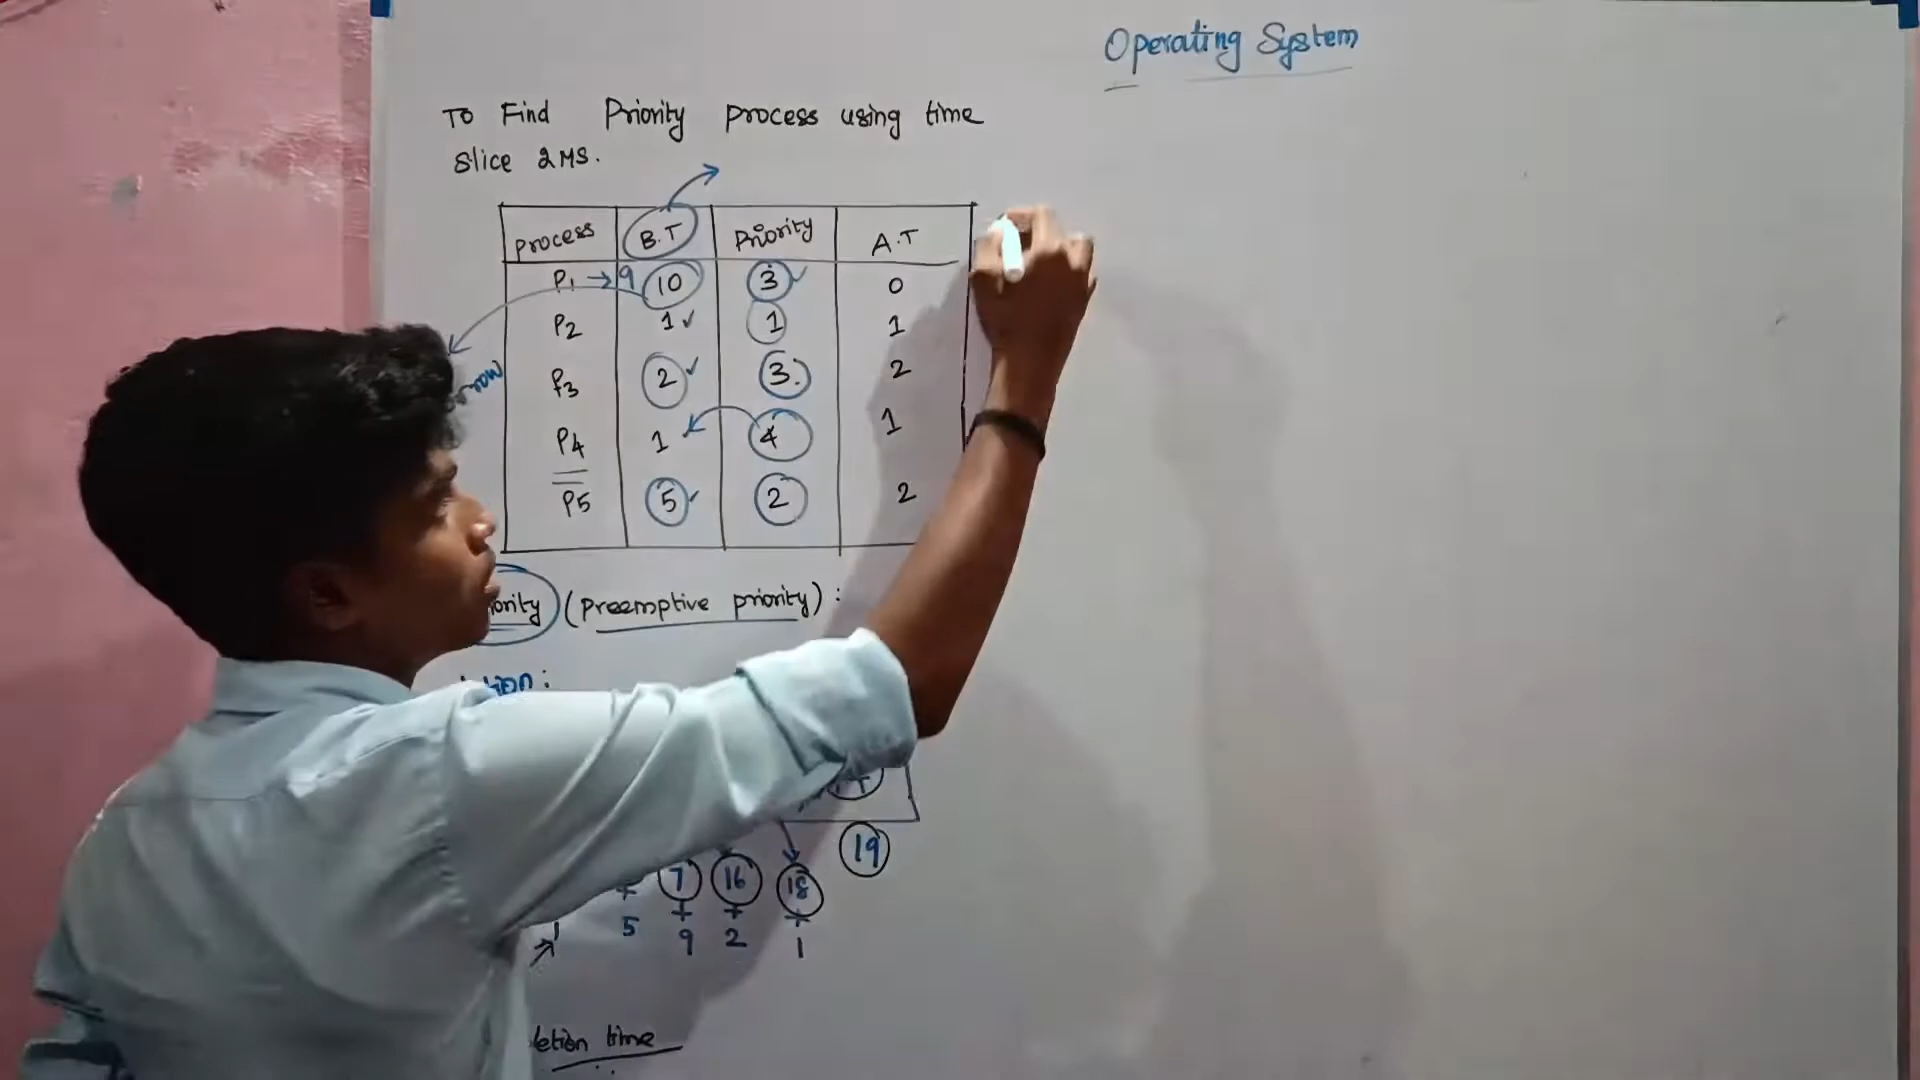 Operating System
To Find Priority process using time
slice 2MS.
Process B.T Priority A.T
P1 → 9 10 3 ✓ 0
P2 1 ✓ 1 1
P3 2 ✓ 3. 2
P4 1 4 1
P5 5 ✓ 2 2
(preemptive priority) :
19
7 16 18
+ + + +
5 9 2 1
time